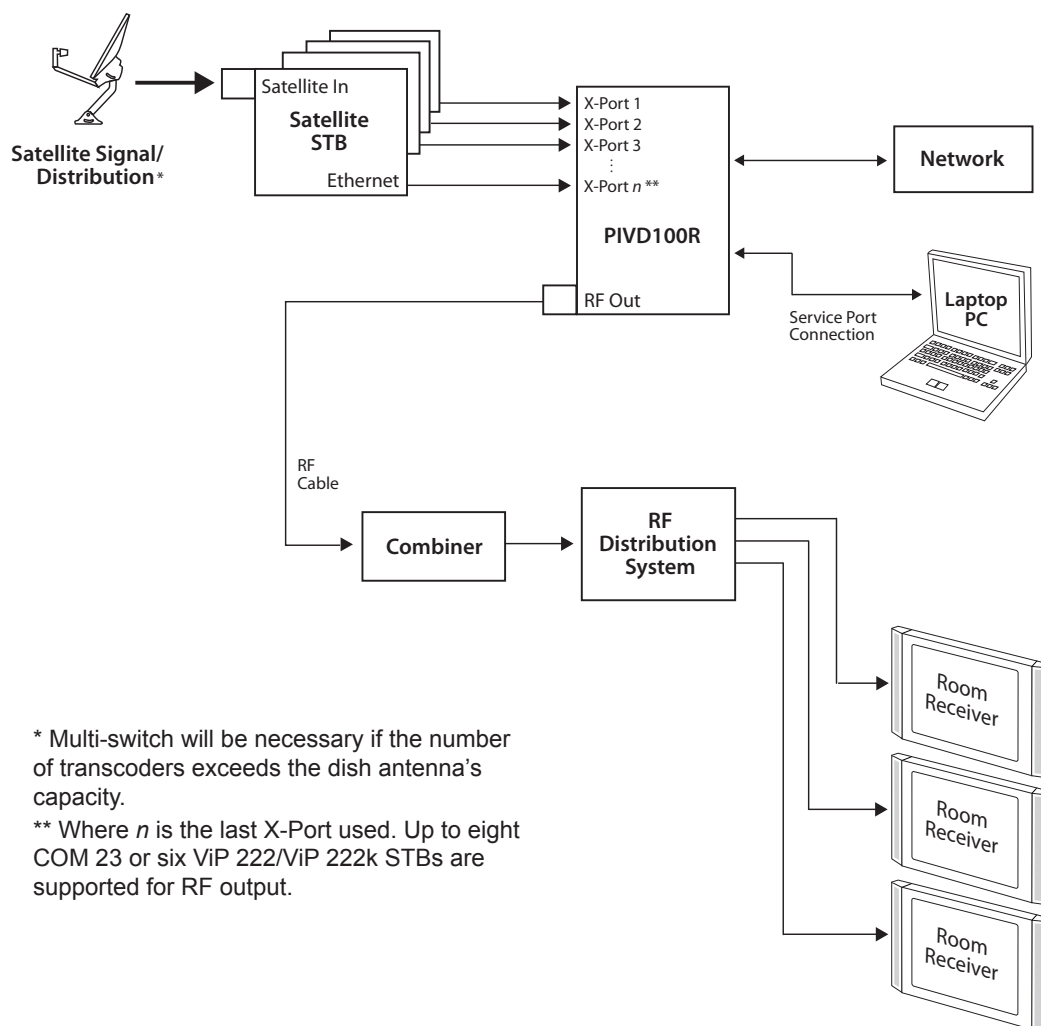 Satellite Signal/
Distribution*
Satellite In
Satellite
STB
Ethernet
X-Port 1
X-Port 2
X-Port 3
⋮
X-Port n **
PIVD100R
RF Out
Network
Laptop
PC
Service Port
Connection
RF
Cable
Combiner
RF
Distribution
System
Room
Receiver
Room
Receiver
Room
Receiver
* Multi-switch will be necessary if the number
of transcoders exceeds the dish antenna's
capacity.
** Where n is the last X-Port used. Up to eight
COM 23 or six ViP 222/ViP 222k STBs are
supported for RF output.